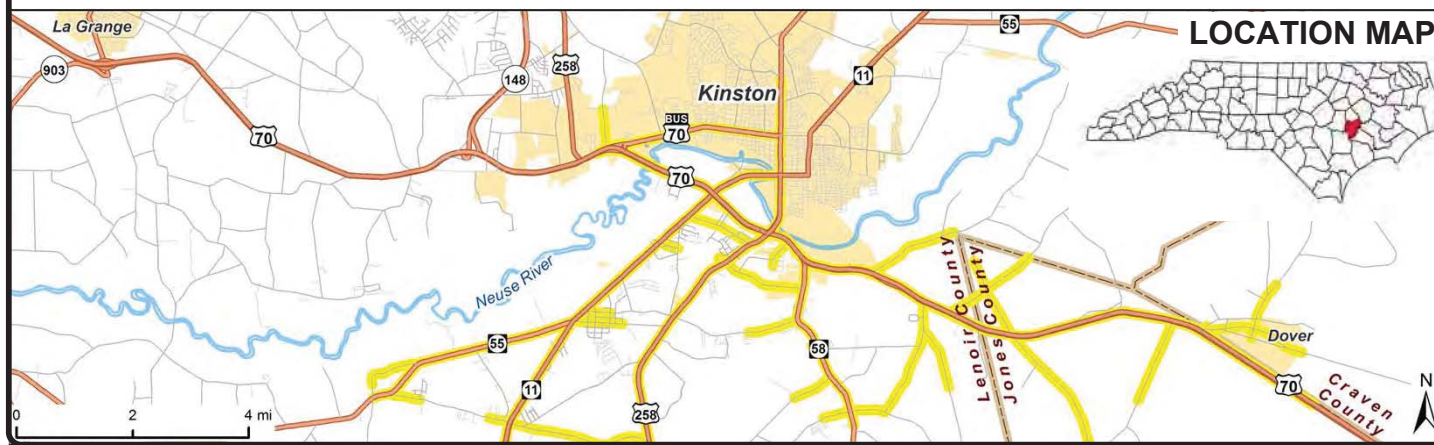 La Grange
903
70
148
258
BUS
70
Kinston
11
55
LOCATION MAP
70
Neuse River
55
11
258
58
Lenoir County
Jones County
Dover
70
Craven
County
N
0 2 4 mi